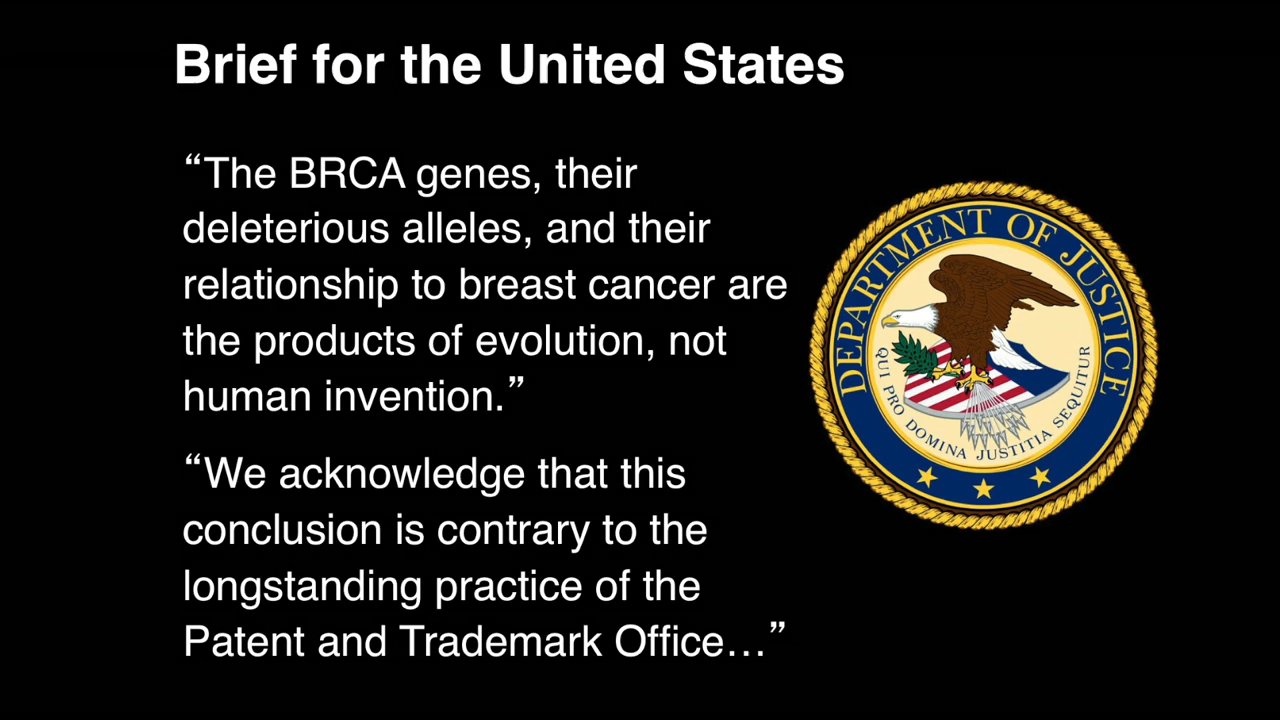 Brief for the United States
“The BRCA genes, their
deleterious alleles, and their
relationship to breast cancer are
the products of evolution, not
human invention.”
“We acknowledge that this
conclusion is contrary to the
longstanding practice of the
Patent and Trademark Office…”
DEPARTMENT OF JUSTICE
QUI PRO DOMINA JUSTITIA SEQUITUR